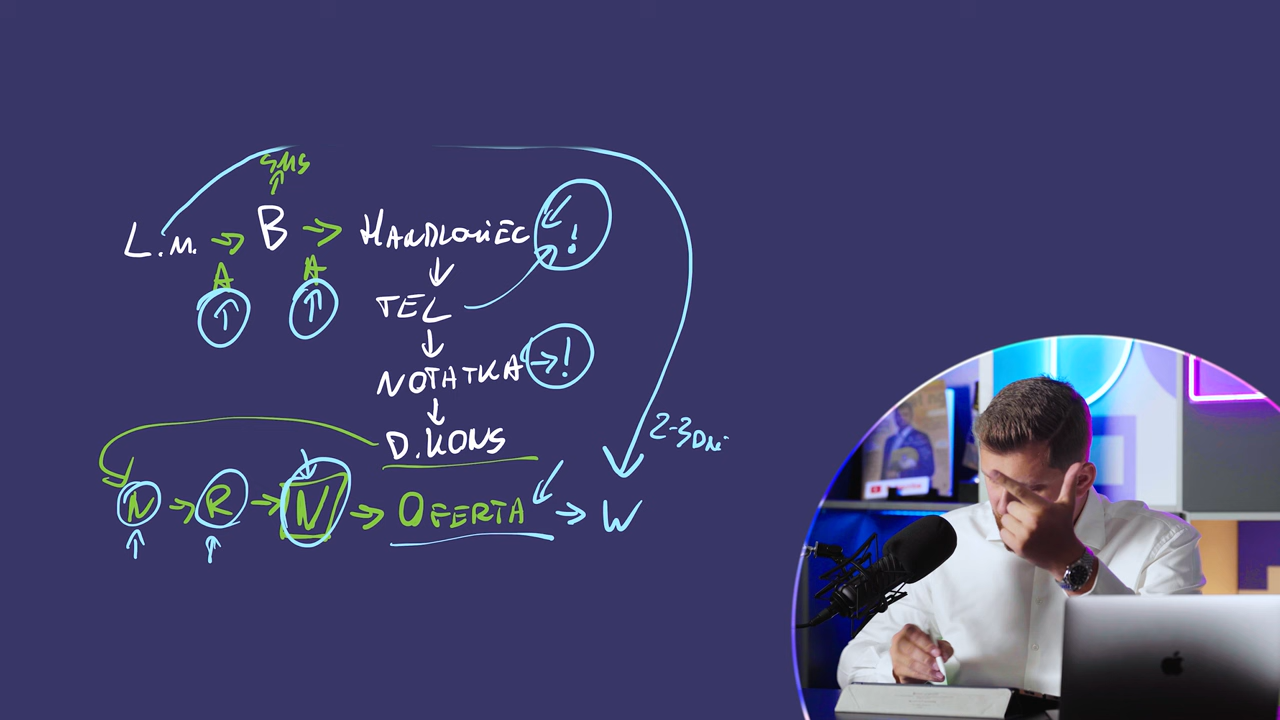 SMS
L.M. → B → HANDLOWIEC !
A A
↑ ↑
TEL
NOTATKA → !
D.KONS
2-3 Dni
N → R → N → OFERTA → W